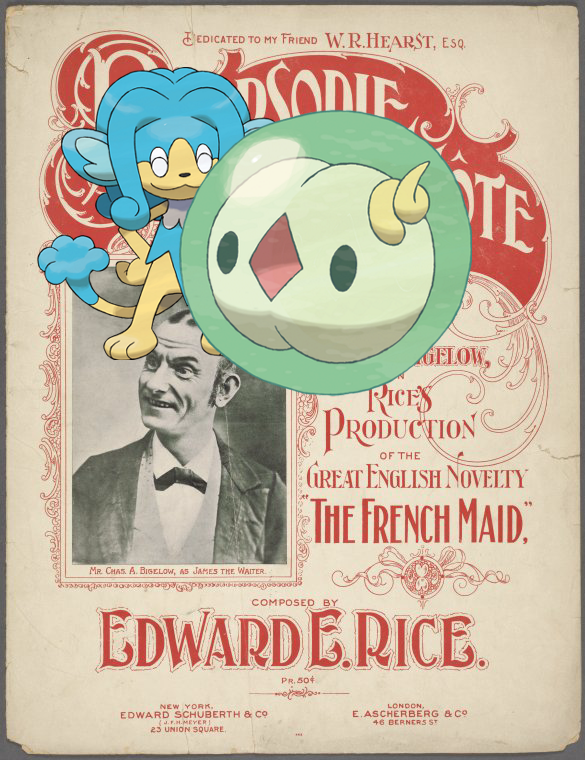 DEDICATED TO MY FRIEND W.R.HEARST, ESQ.
BIGELOW,
RICE'S
PRODUCTION
OF THE
GREAT ENGLISH NOVELTY
"THE FRENCH MAID,"
MR. CHAS. A. BIGELOW, AS JAMES THE WAITER.
COMPOSED BY
EDWARD E. RICE.
PR. 50¢
NEW YORK,
EDWARD SCHUBERTH & Co
(J.F.H.MEYER)
23 UNION SQUARE.
LONDON,
E. ASCHERBERG & Co
46 BERNERS ST